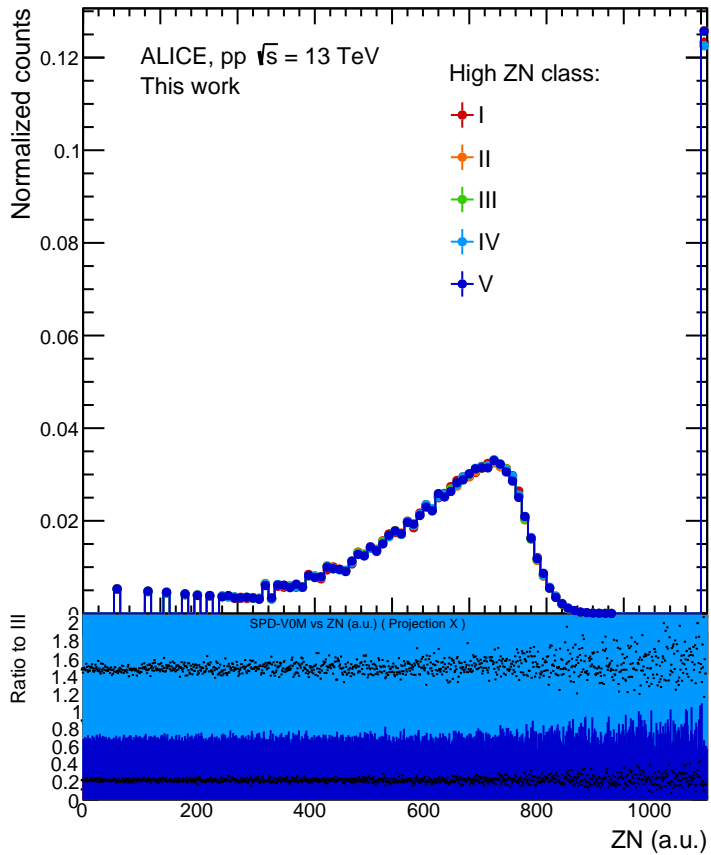 Normalized counts
0.12
0.1
0.08
0.06
0.04
0.02
0
ALICE, pp √s = 13 TeV
This work
High ZN class:
I
II
III
IV
V
SPD-V0M vs ZN (a.u.) ( Projection X )
Ratio to III
2
1.8
1.6
1.4
1.2
1
0.8
0.6
0.4
0.2
0
0 200 400 600 800 1000
ZN (a.u.)